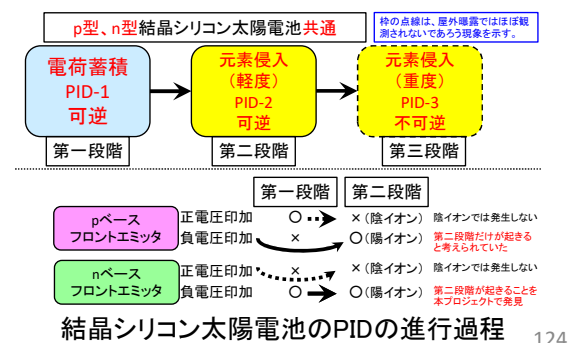 p型、n型結晶シリコン太陽電池共通
枠の点線は、屋外曝露ではほぼ観
測されないであろう現象を示す。
電荷蓄積
PID-1
可逆
元素侵入
(軽度)
PID-2
可逆
元素侵入
(重度)
PID-3
不可逆
第一段階
第二段階
第三段階
第一段階
第二段階
pベース
フロントエミッタ
正電圧印加 ○ ×(陰イオン) 陰イオンでは発生しない
負電圧印加 × ○(陽イオン) 第二段階だけが起きる
と考えられていた
nベース
フロントエミッタ
正電圧印加 × ×(陰イオン) 陰イオンでは発生しない
負電圧印加 ○ ○(陽イオン) 第二段階が起きることを
本プロジェクトで発見
結晶シリコン太陽電池のPIDの進行過程
124